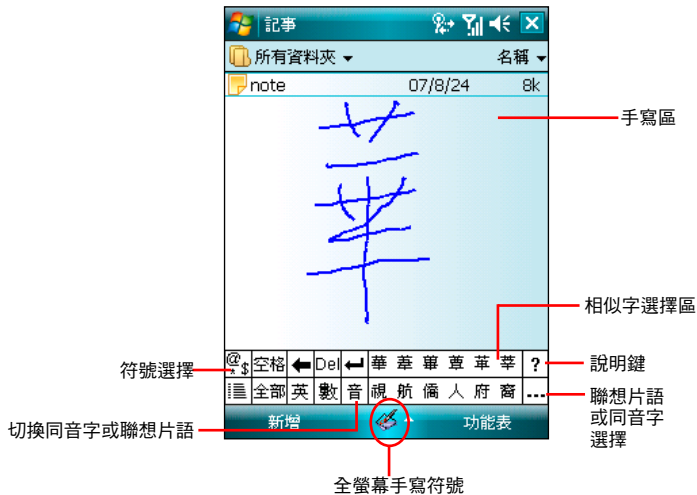 記事
所有資料夾 名稱
note 07/8/24 8k
手寫區
華
相似字選擇區
符號選擇
@$* 空格 Del 華 ?
說明鍵
全部 英 數 音 視 航 僑 人 府 裔 ...
聯想片語
或同音字
選擇
切換同音字或聯想片語
新增 功能表
全螢幕手寫符號